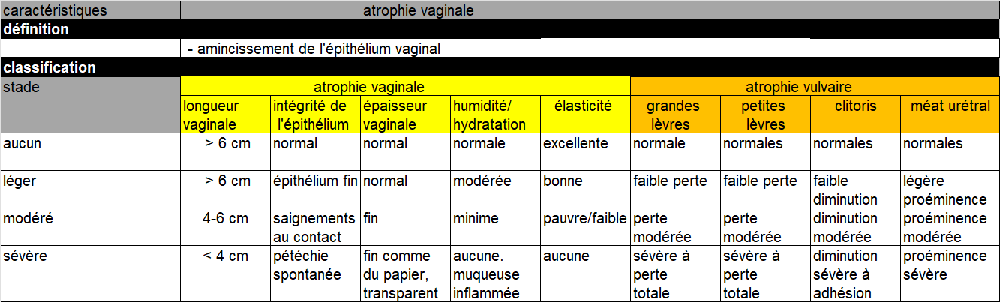 caractéristiques atrophie vaginale
définition
- amincissement de l'épithélium vaginal
classification
stade atrophie vaginale atrophie vulvaire
longueur intégrité de épaisseur humidité/ élasticité grandes petites clitoris méat urétral
vaginale l'épithélium vaginale hydratation lèvres lèvres
aucun > 6 cm normal normal normale excellente normale normales normales normales
léger > 6 cm épithélium fin normal modérée bonne faible perte faible perte faible légère
diminution proéminence
modéré 4-6 cm saignements fin minime pauvre/faible perte perte diminution proéminence
au contact modérée modérée modérée modérée
sévère < 4 cm pétéchie fin comme aucune. aucune sévère à sévère à diminution proéminence
spontanée du papier, muqueuse perte perte sévère à sévère
transparent inflammée totale totale adhésion